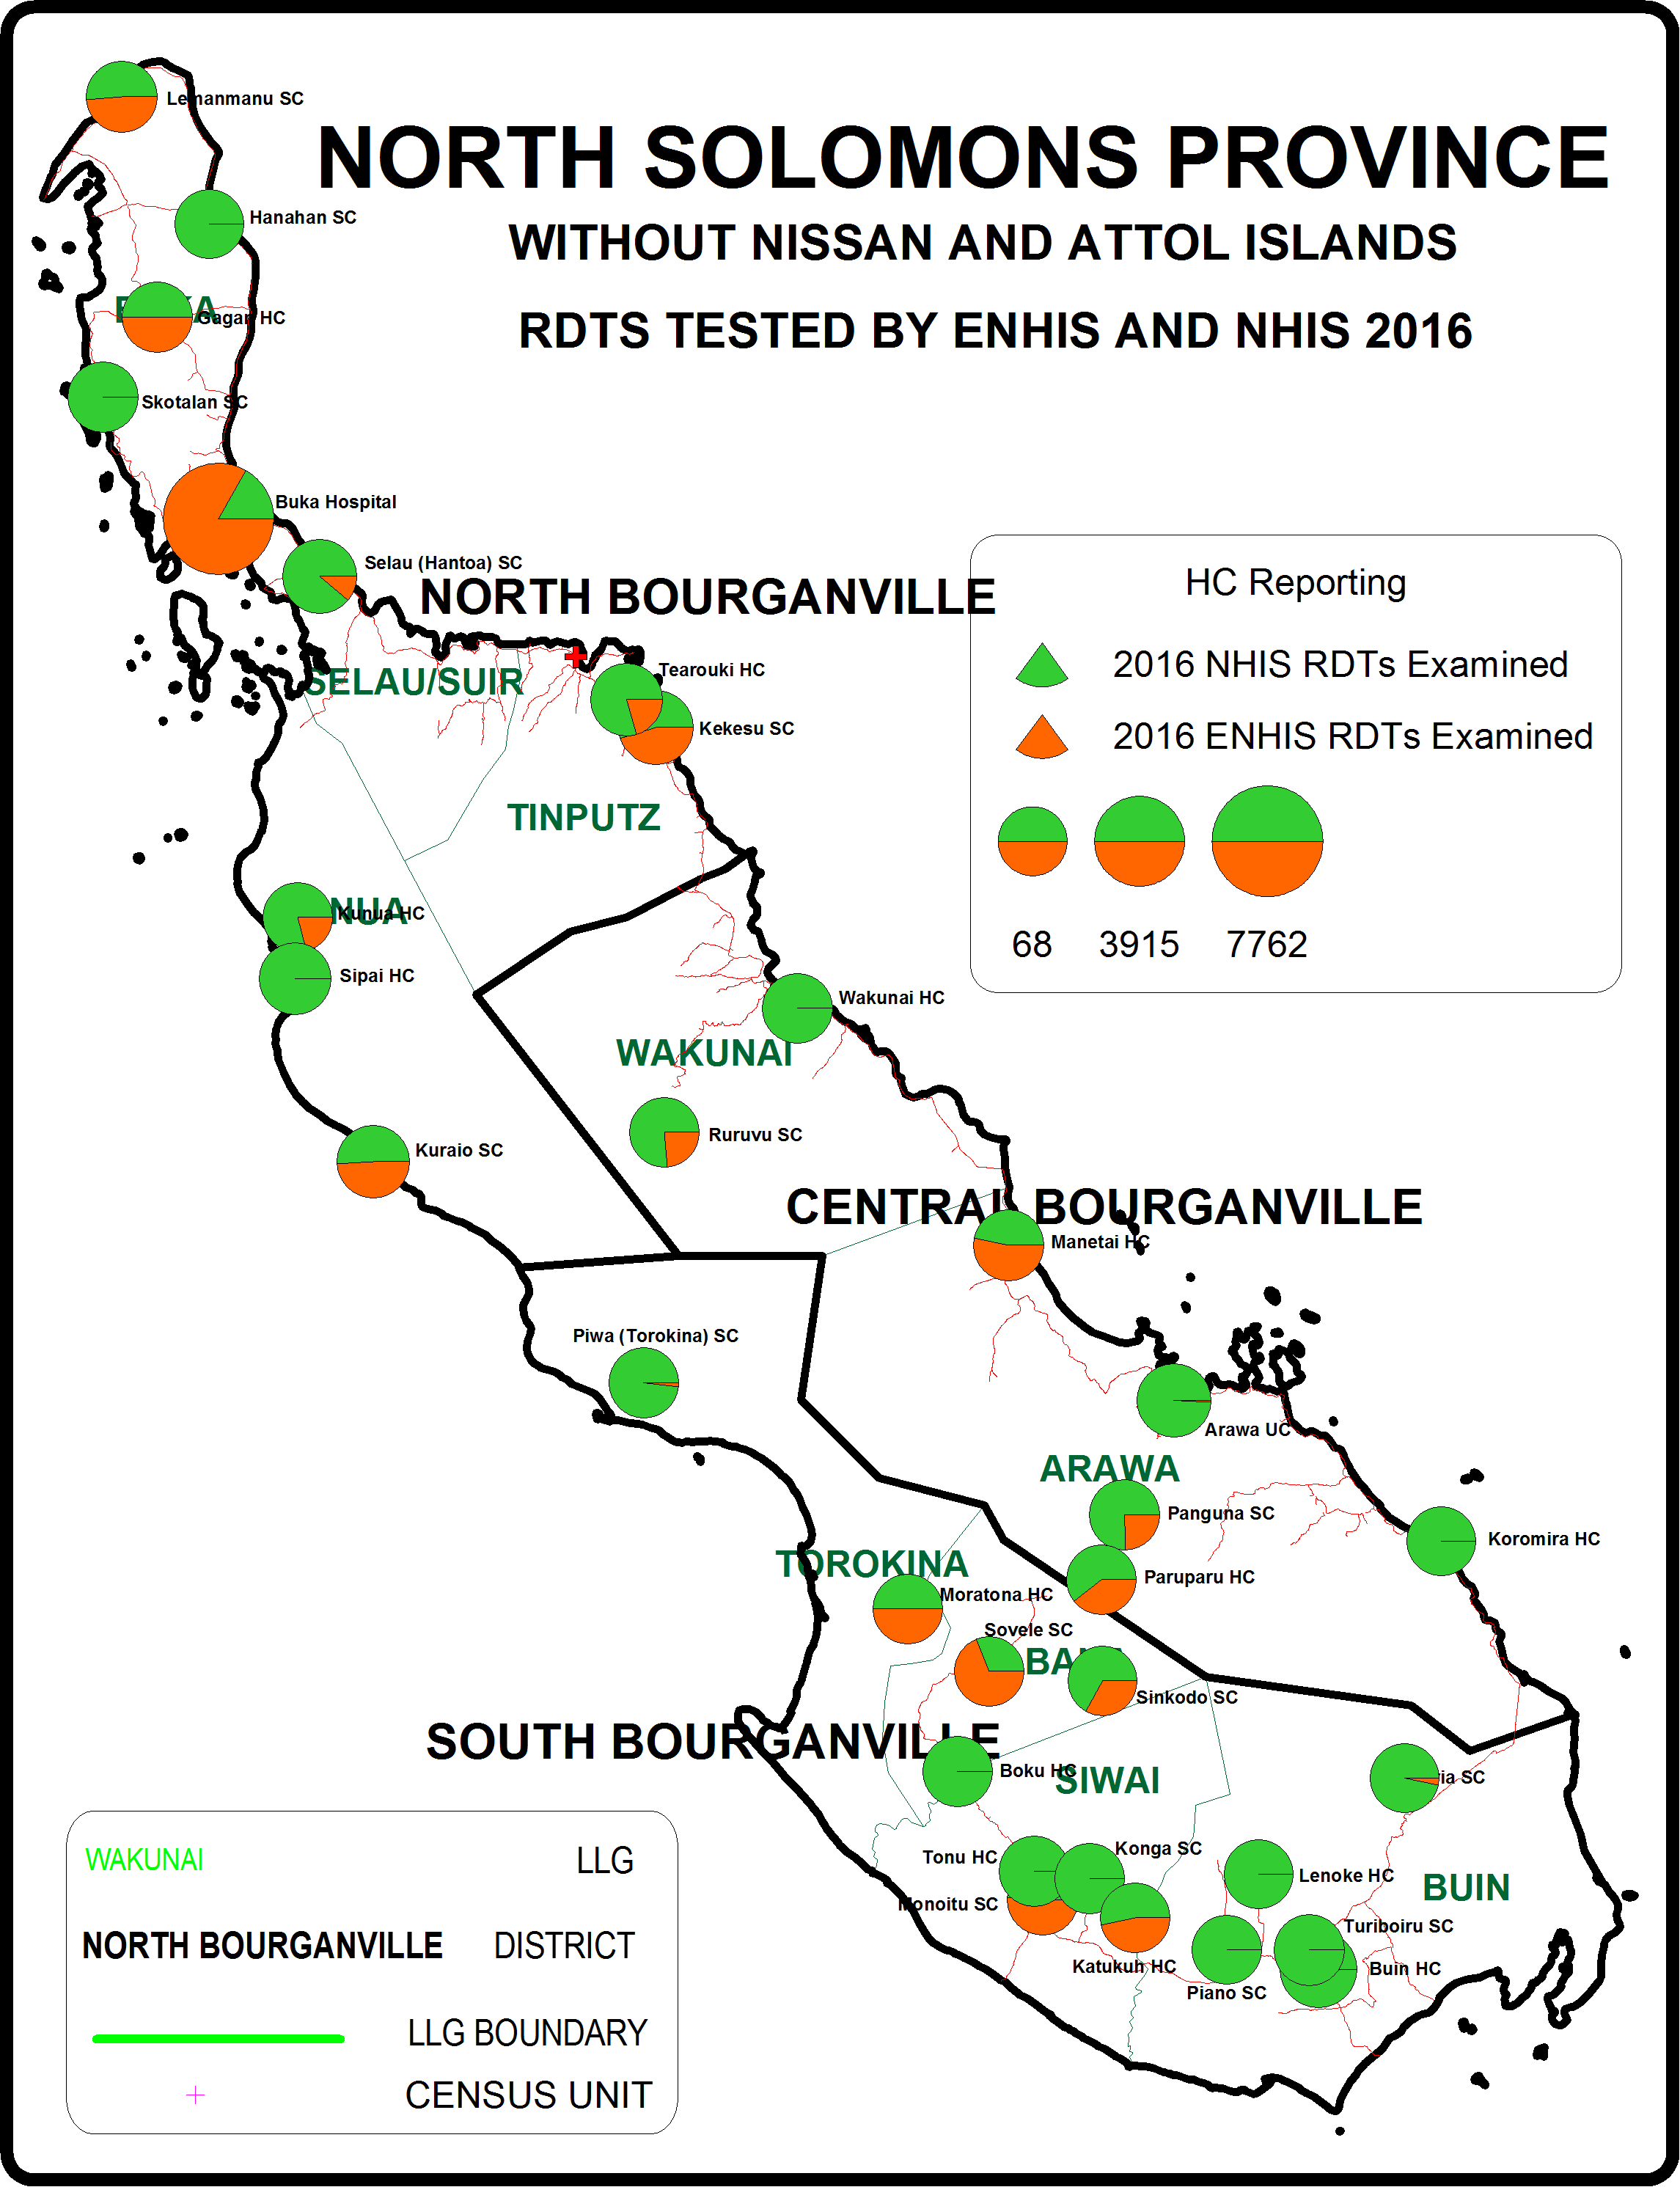 Lemanmanu SC
NORTH SOLOMONS PROVINCE
Hanahan SC
WITHOUT NISSAN AND ATTOL ISLANDS
Gagan HC
RDTS TESTED BY ENHIS AND NHIS 2016
Skotalan SC
Buka Hospital
Selau (Hantoa) SC
NORTH BOURGANVILLE
HC Reporting
2016 NHIS RDTs Examined
2016 ENHIS RDTs Examined
68 3915 7762
Tearouki HC
SELAU/SUIR
Kekesu SC
TINPUTZ
Kunua HC
Sipai HC
Wakunai HC
WAKUNAI
Ruruvu SC
Kuraio SC
CENTRAL BOURGANVILLE
Manetai HC
Piwa (Torokina) SC
Arawa UC
ARAWA
Panguna SC
Koromira HC
TOROKINA
Paruparu HC
Moratona HC
Sovele SC
Sinkodo SC
SOUTH BOURGANVILLE
Boku HC
SIWAI
SC
Konga SC
Tonu HC
Lenoke HC
BUIN
Monoitu SC
Turiboiru SC
Katukuh HC
Buin HC
Piano SC
WAKUNAI LLG
NORTH BOURGANVILLE DISTRICT
LLG BOUNDARY
CENSUS UNIT